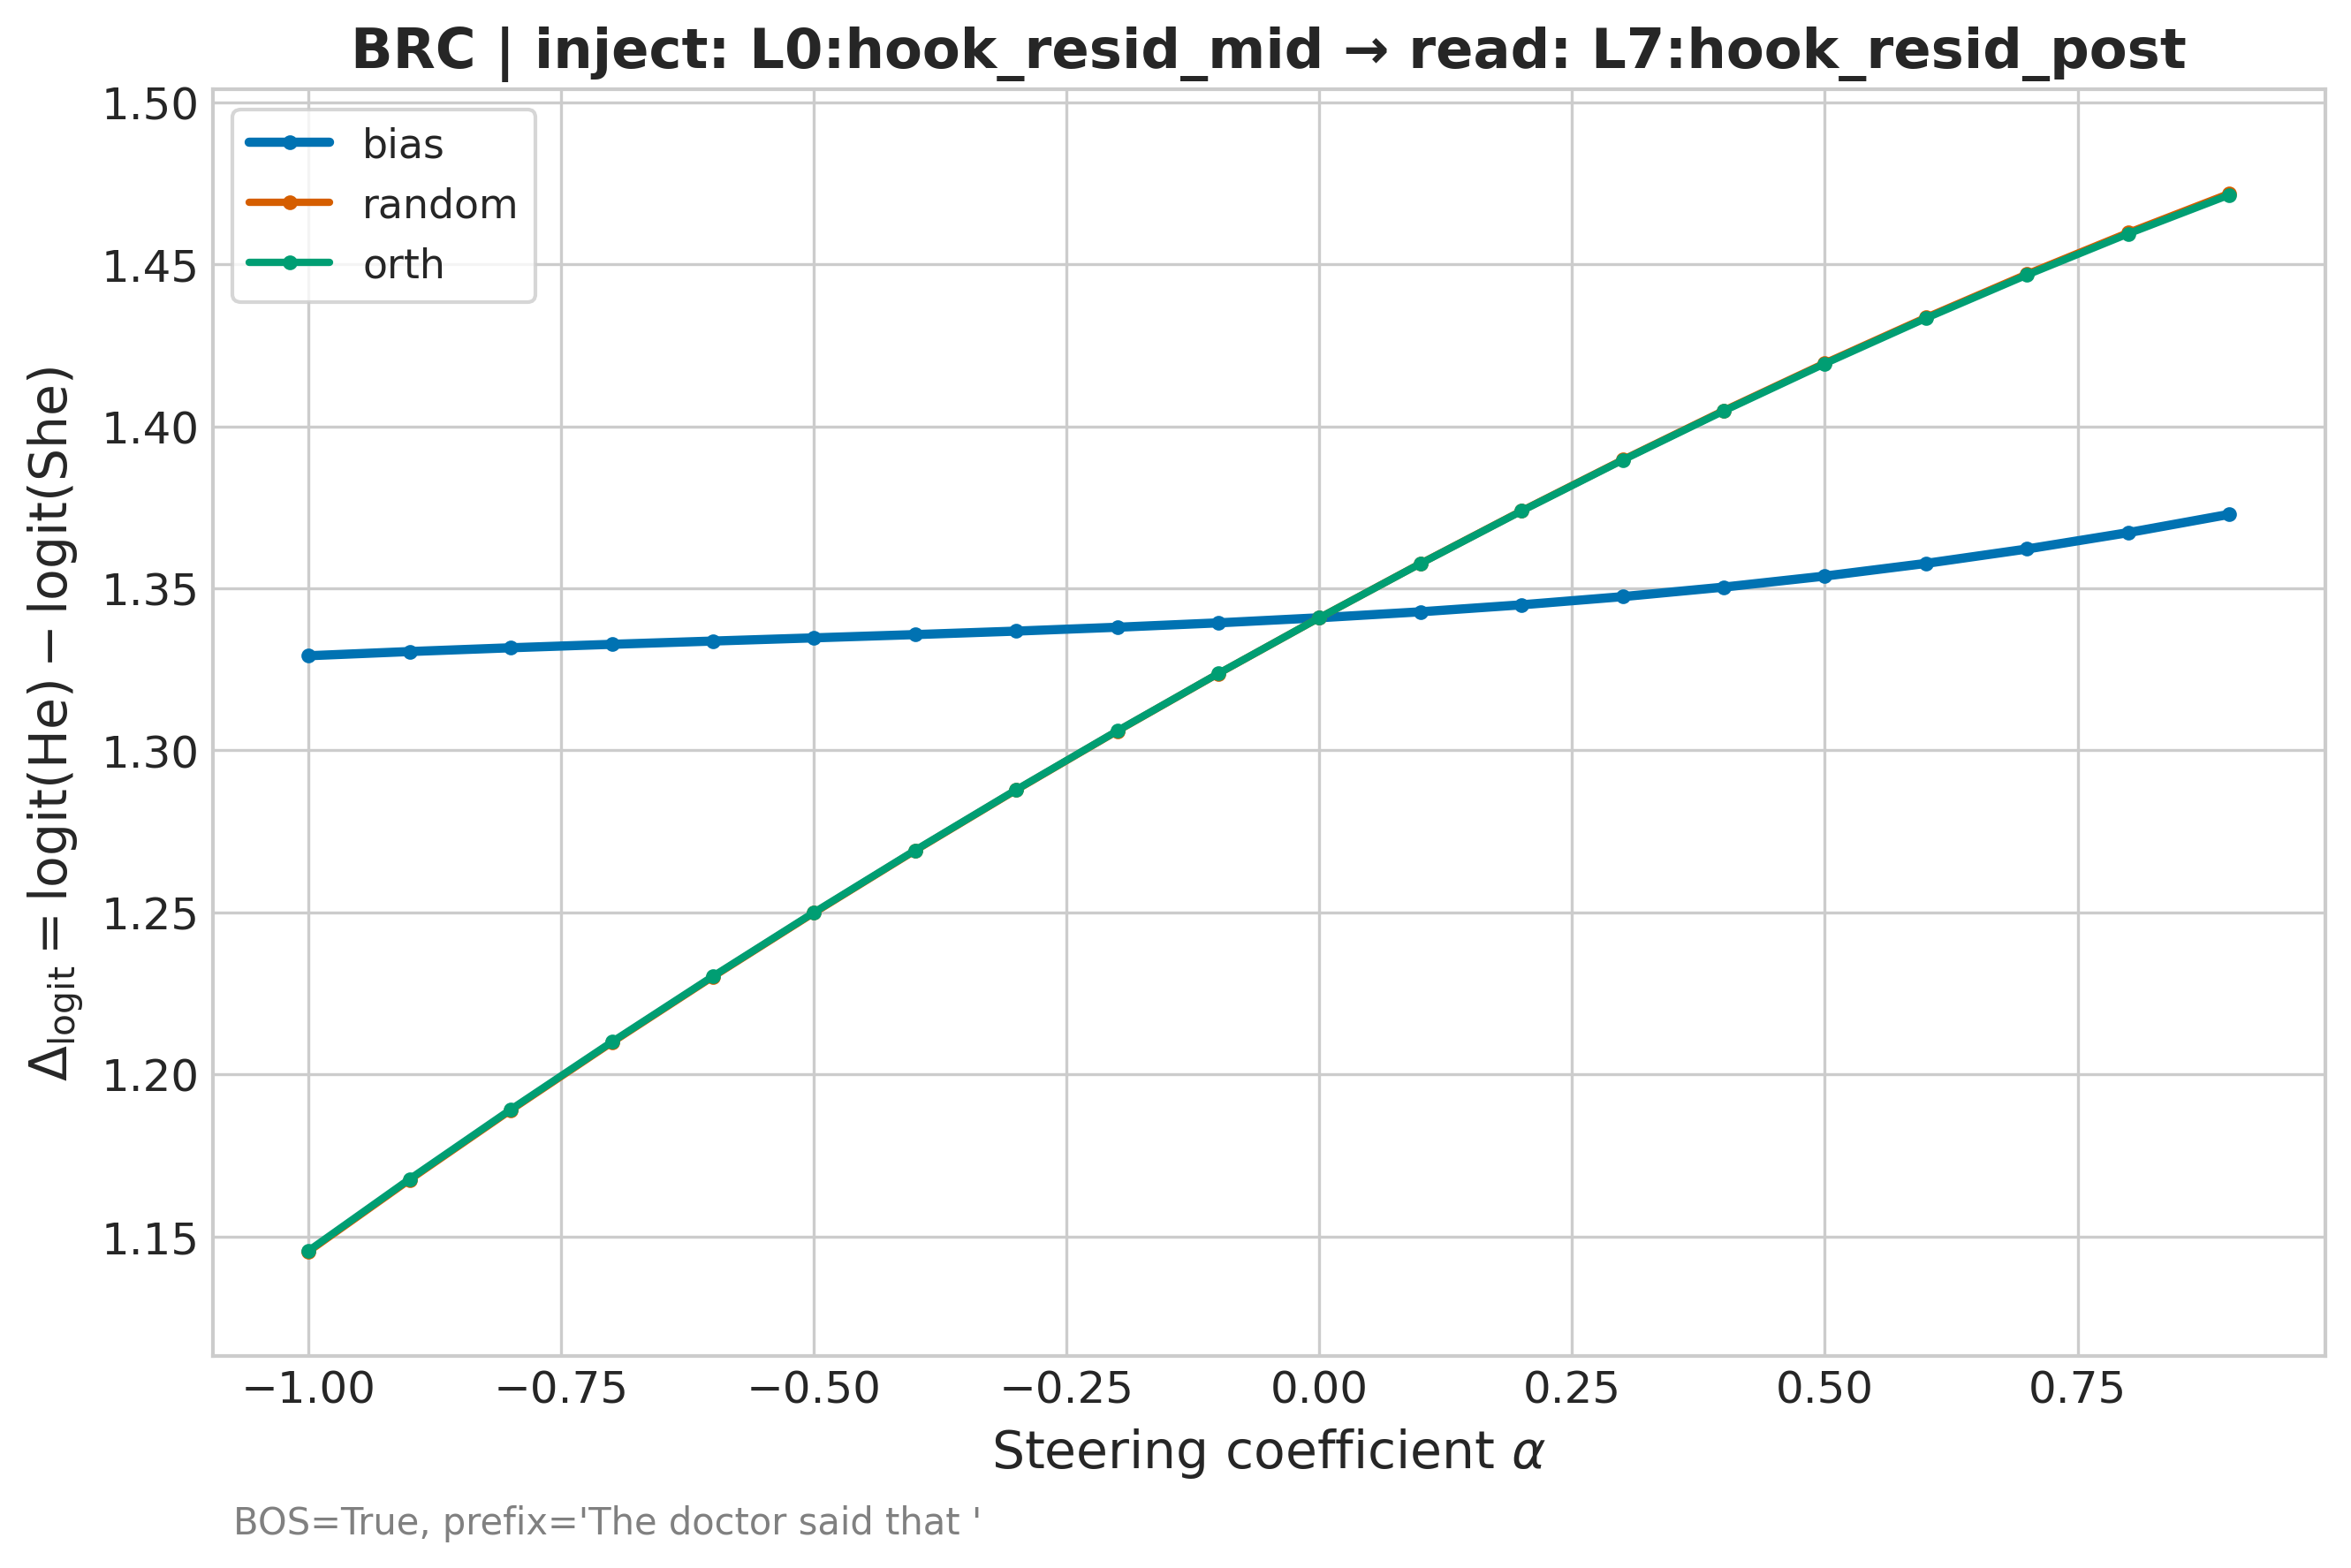 BRC | inject: L0:hook_resid_mid → read: L7:hook_resid_post
bias
random
orth
1.50
1.45
1.40
1.35
1.30
1.25
1.20
1.15
Δlogit = logit(He) − logit(She)
−1.00 −0.75 −0.50 −0.25 0.00 0.25 0.50 0.75
Steering coefficient α
BOS=True, prefix='The doctor said that '